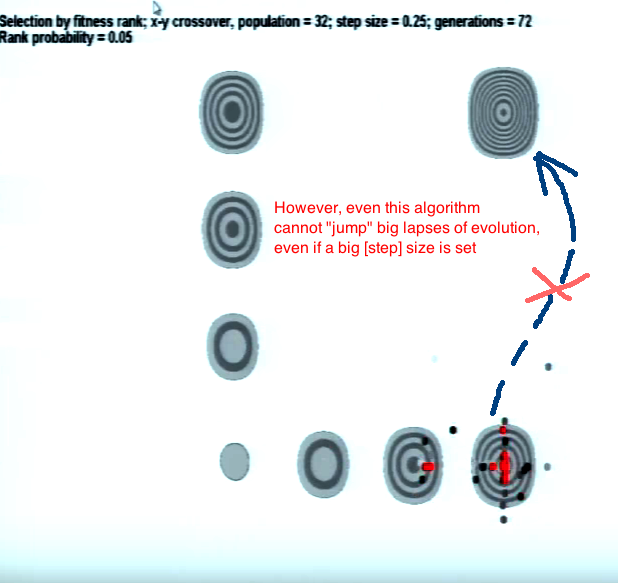 Selection by fitness rank; x-y crossover, population = 32; step size = 0.25; generations = 72
Rank probability = 0.05
However, even this algorithm
cannot "jump" big lapses of evolution,
even if a big [step] size is set